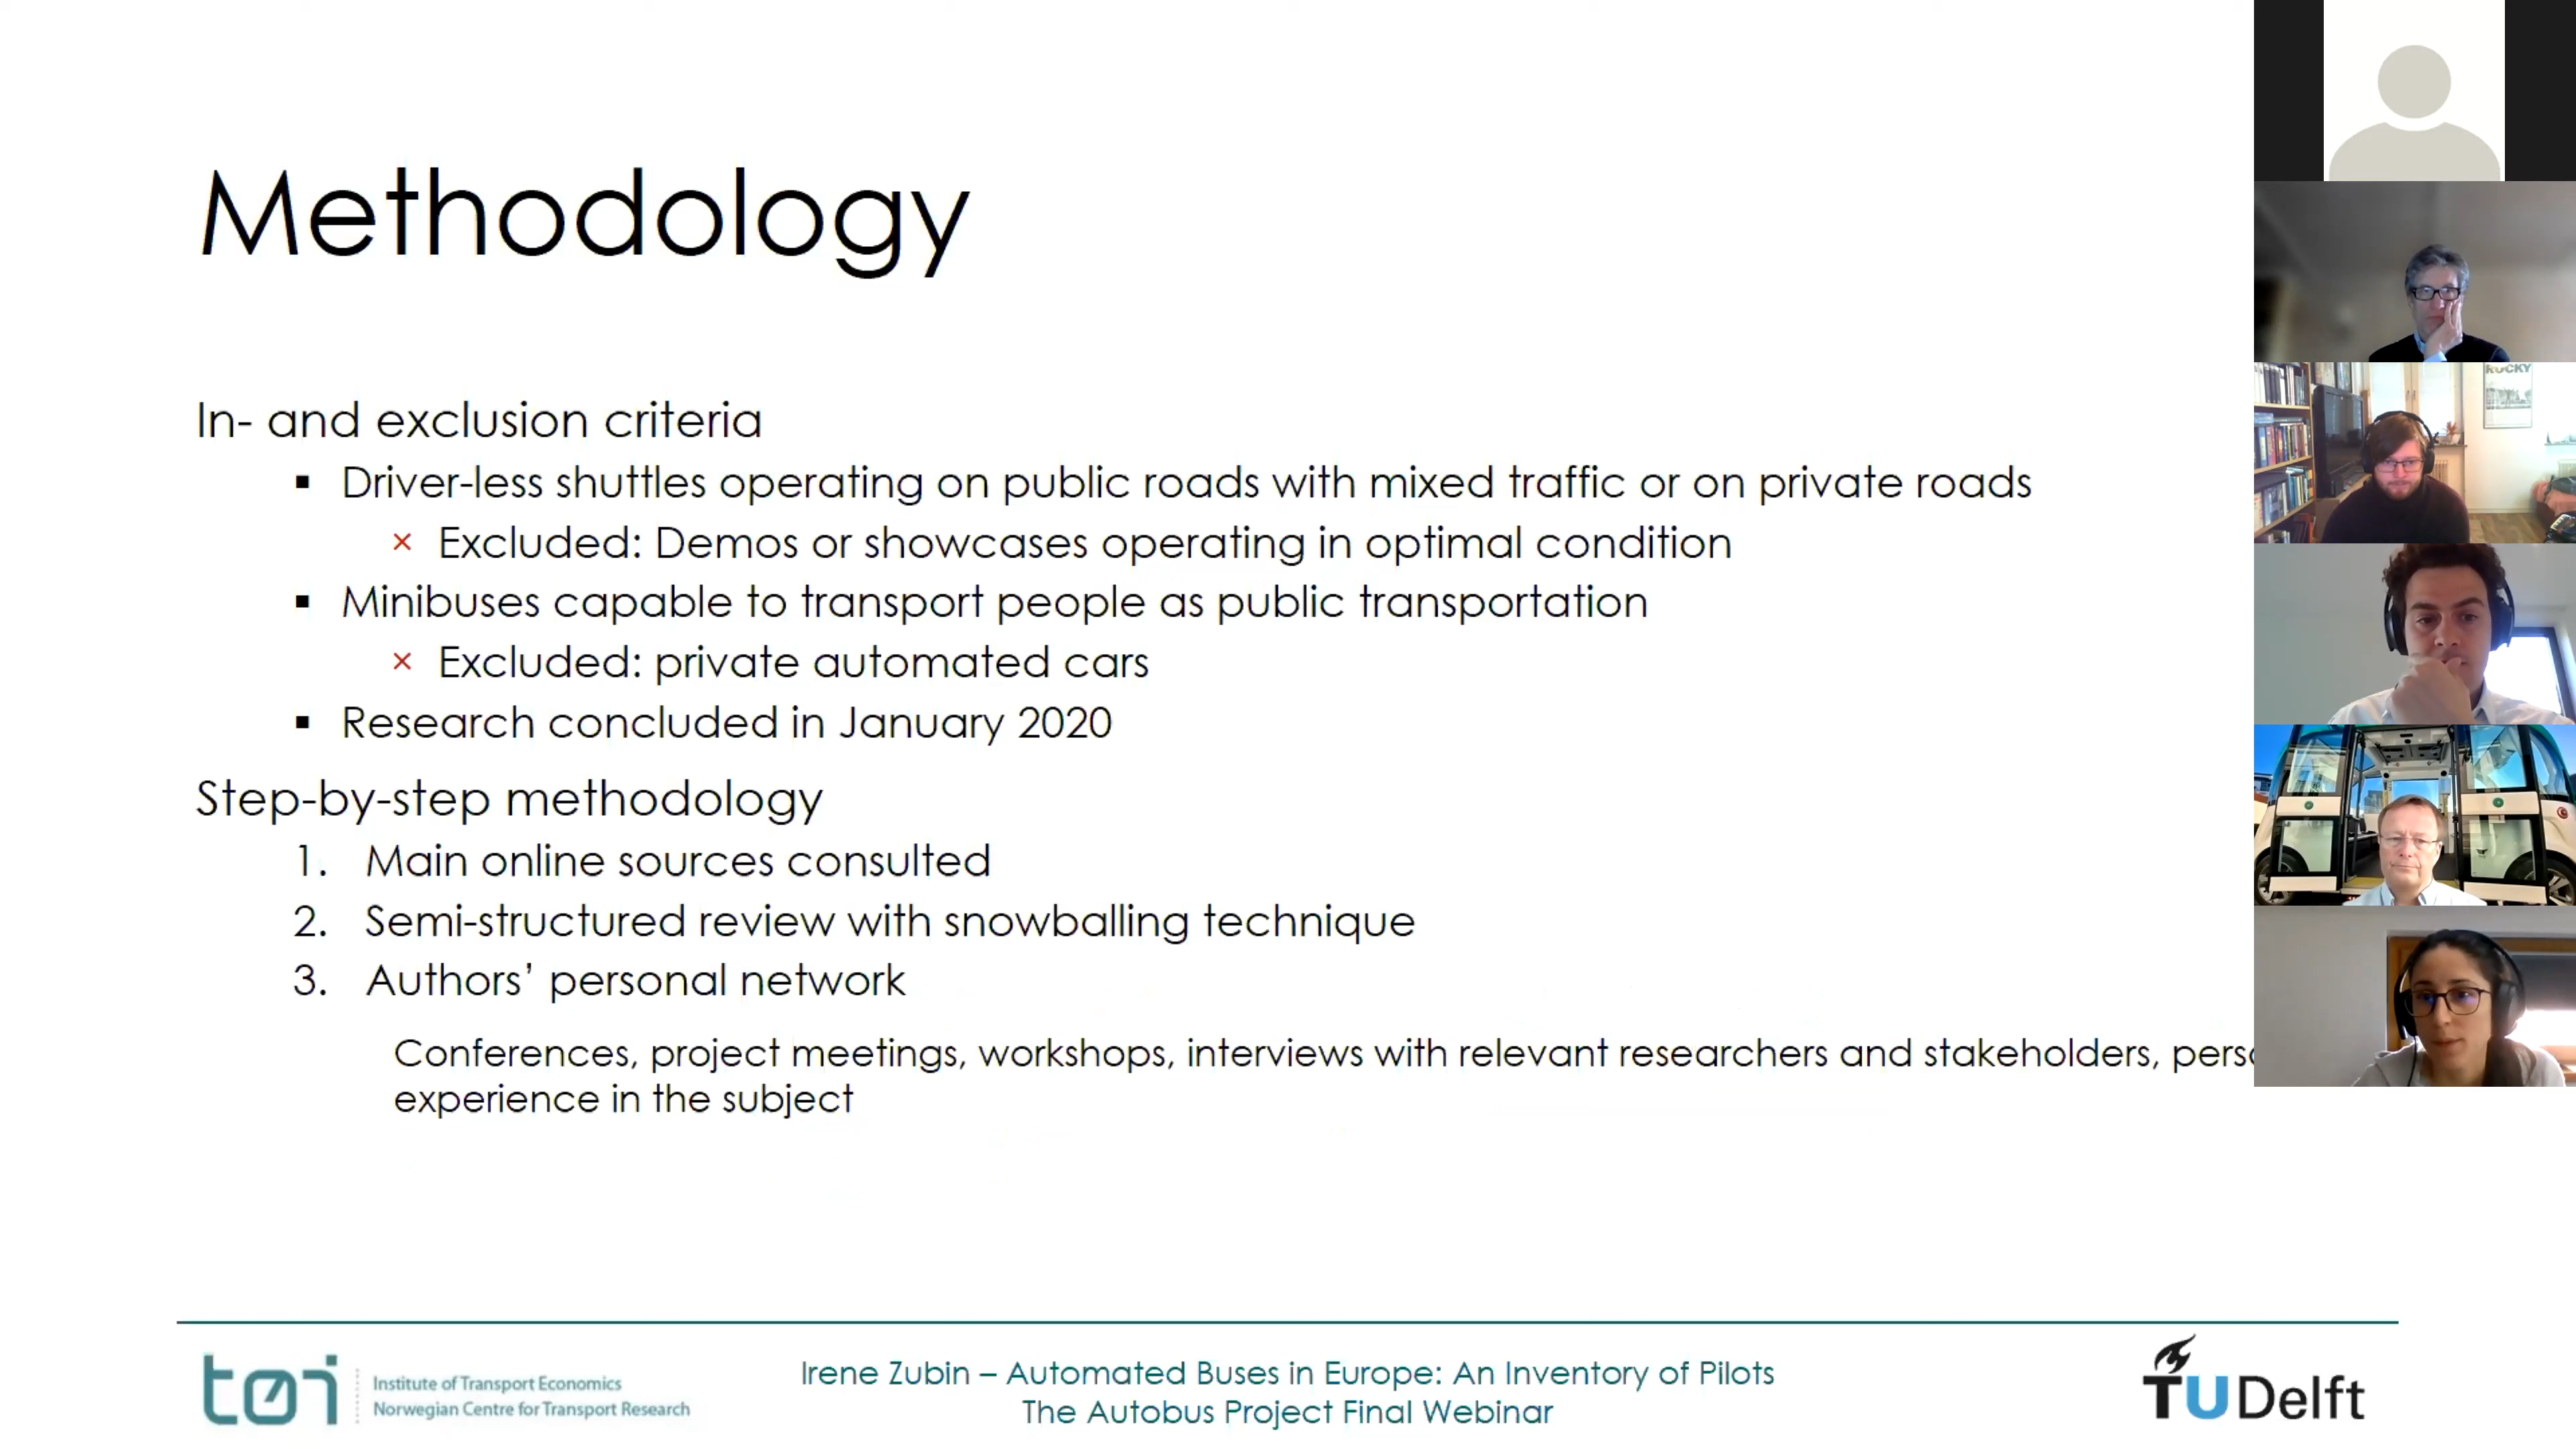 Methodology
In- and exclusion criteria
▪ Driver-less shuttles operating on public roads with mixed traffic or on private roads
× Excluded: Demos or showcases operating in optimal condition
▪ Minibuses capable to transport people as public transportation
× Excluded: private automated cars
▪ Research concluded in January 2020
Step-by-step methodology
1. Main online sources consulted
2. Semi-structured review with snowballing technique
3. Authors’ personal network
Conferences, project meetings, workshops, interviews with relevant researchers and stakeholders,
experience in the subject
ROCKY
tøi
Institute of Transport Economics
Norwegian Centre for Transport Research
Irene Zubin – Automated Buses in Europe: An Inventory of Pilots
The Autobus Project Final Webinar
TU Delft